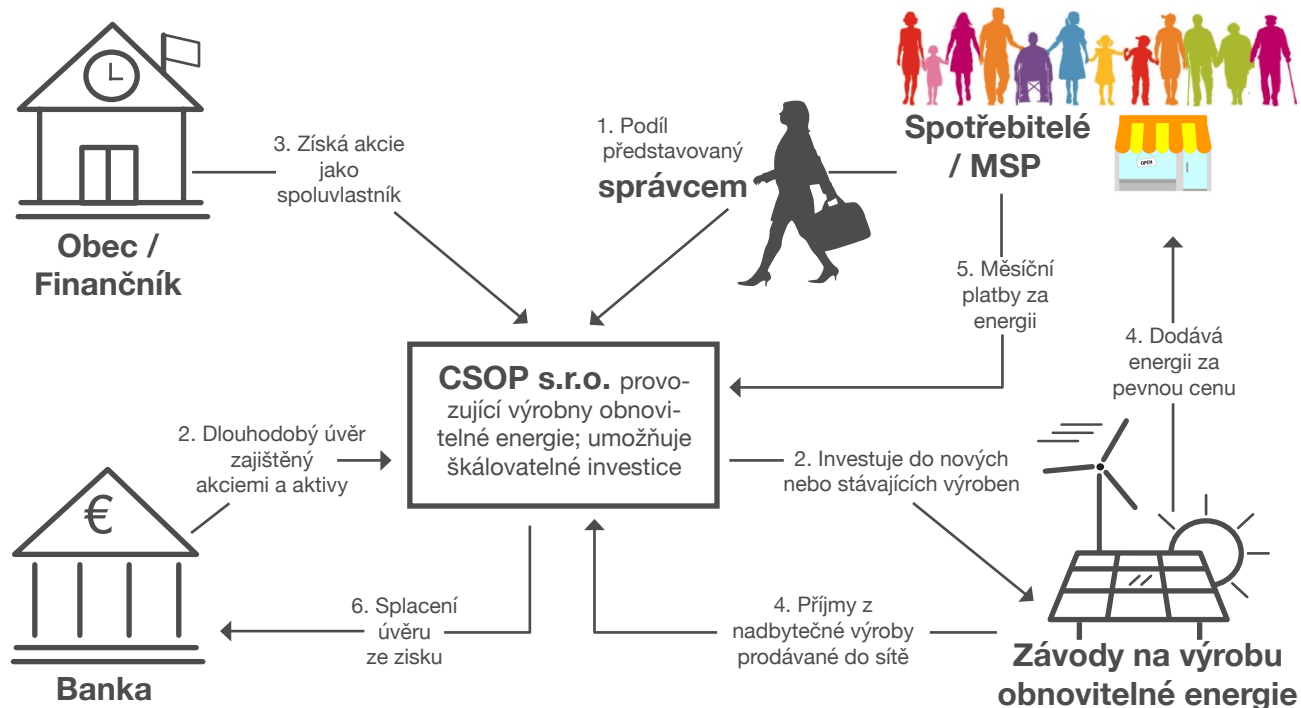 3. Získá akcie
jako
spoluvlastník
Obec /
Finančník
1. Podíl
představovaný
správcem
Spotřebitelé
/ MSP
OPEN
5. Měsíční
platby za
energii
4. Dodává
energii za
pevnou cenu
CSOP s.r.o. provo-
zující výrobny obnovi-
telné energie; umožňuje
škálovatelné investice
2. Dlouhodobý úvěr
zajištěný
akciemi a aktivy
€
Banka
2. Investuje do nových
nebo stávajících výroben
6. Splacení
úvěru
ze zisku
4. Příjmy z
nadbytečné výroby
prodávané do sítě
Závody na výrobu
obnovitelné energie